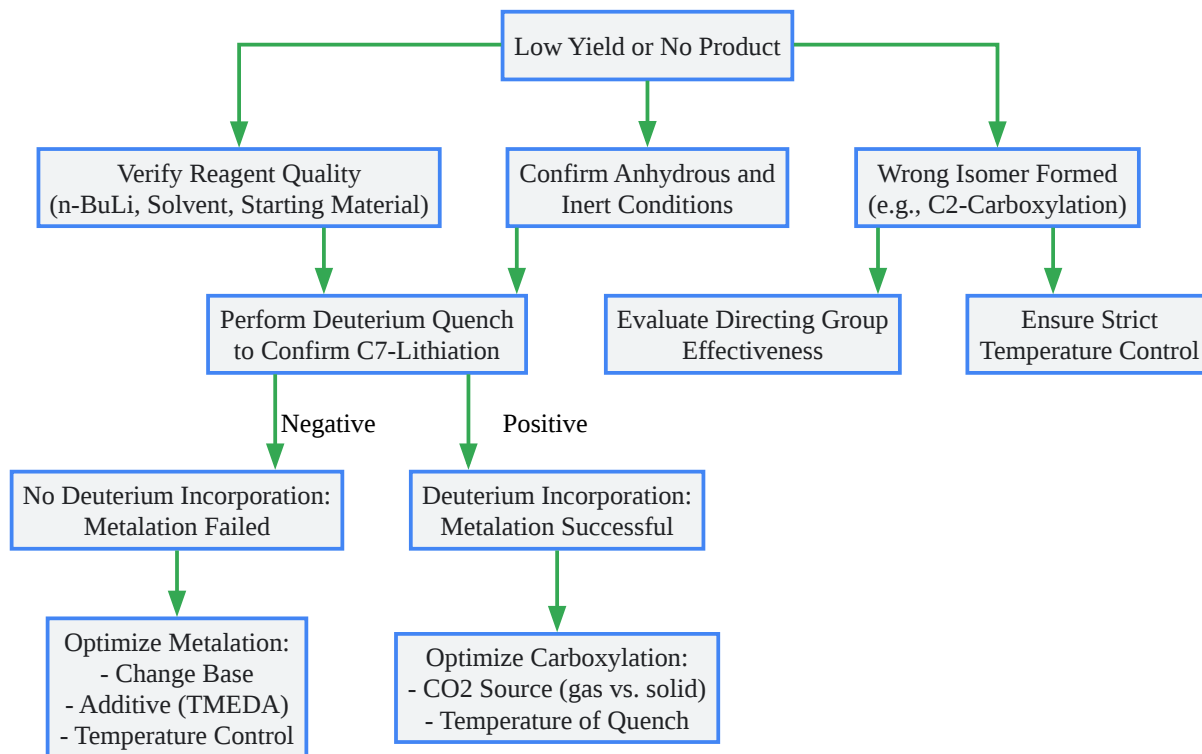 Low Yield or No Product
Verify Reagent Quality
(n-BuLi, Solvent, Starting Material)
Confirm Anhydrous and
Inert Conditions
Wrong Isomer Formed
(e.g., C2-Carboxylation)
Perform Deuterium Quench
to Confirm C7-Lithiation
Evaluate Directing Group
Effectiveness
Ensure Strict
Temperature Control
Negative
Positive
No Deuterium Incorporation:
Metalation Failed
Deuterium Incorporation:
Metalation Successful
Optimize Metalation:
- Change Base
- Additive (TMEDA)
- Temperature Control
Optimize Carboxylation:
- CO2 Source (gas vs. solid)
- Temperature of Quench